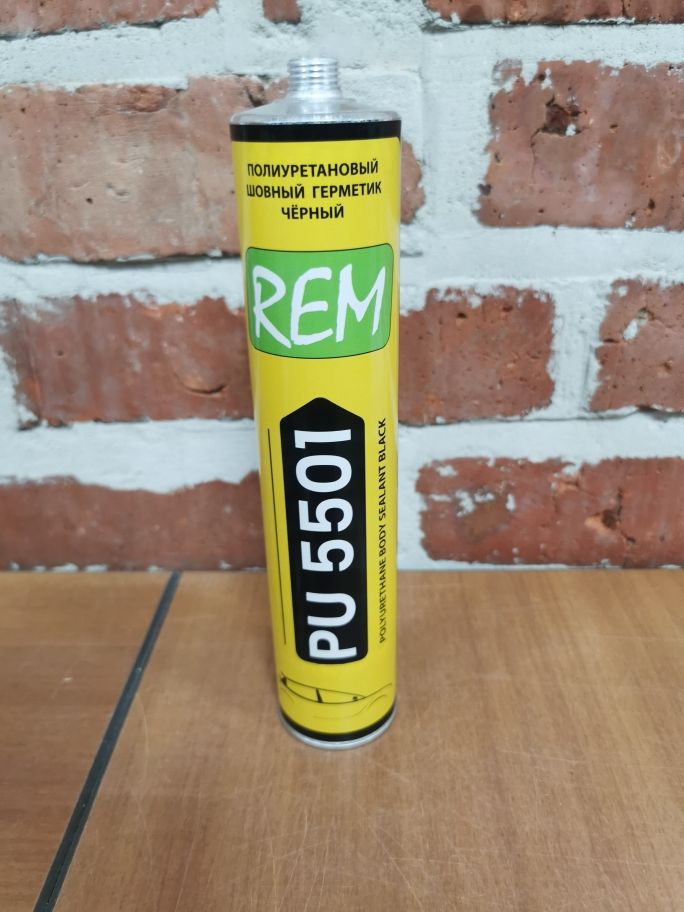 ПОЛИУРЕТАНОВЫЙ
ШОВНЫЙ ГЕРМЕТИК
ЧЁРНЫЙ
REM
PU 5501
POLYURETHANE BODY SEALANT BLACK